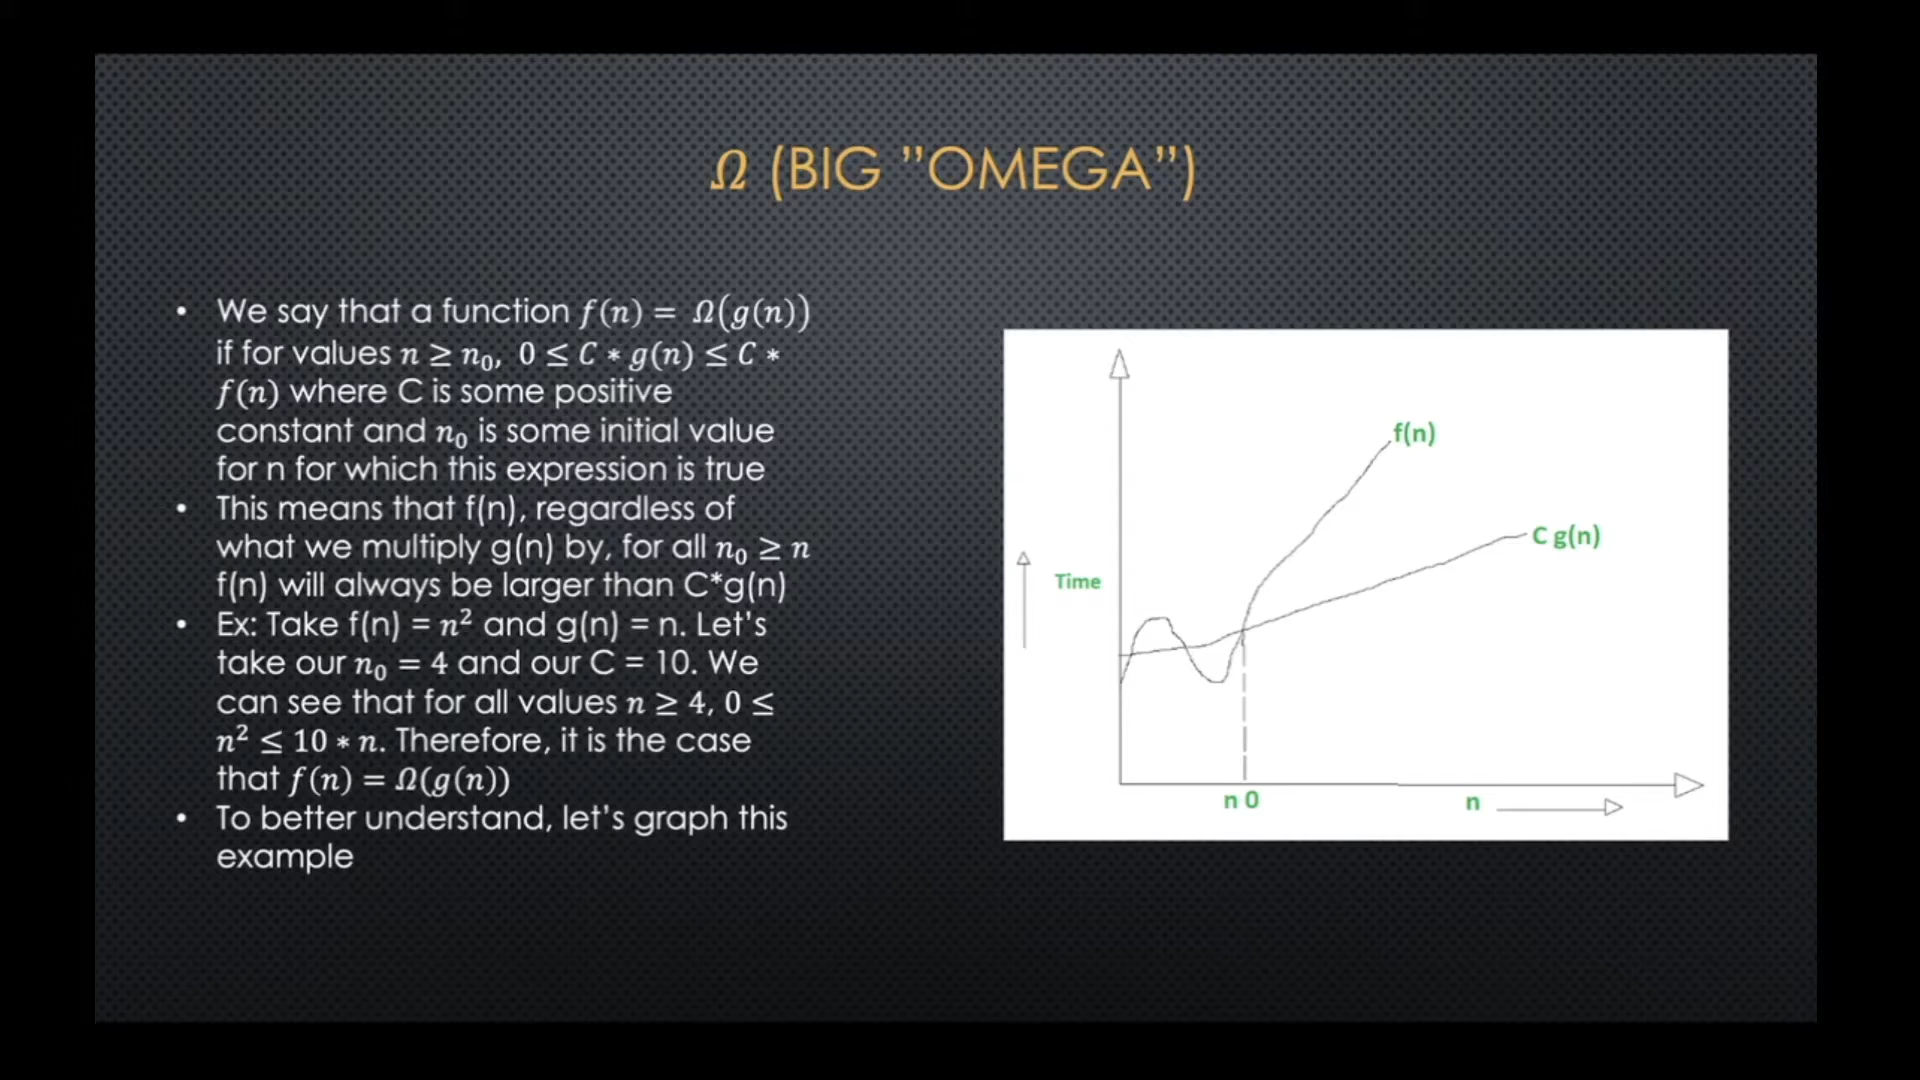 Ω (BIG ”OMEGA”)
• We say that a function f(n) = Ω(g(n))
if for values n ≥ n₀, 0 ≤ C ∗ g(n) ≤ C ∗
f(n) where C is some positive
constant and n₀ is some initial value
for n for which this expression is true
• This means that f(n), regardless of
what we multiply g(n) by, for all n₀ ≥ n
f(n) will always be larger than C*g(n)
• Ex: Take f(n) = n² and g(n) = n. Let’s
take our n₀ = 4 and our C = 10. We
can see that for all values n ≥ 4, 0 ≤
n² ≤ 10 ∗ n. Therefore, it is the case
that f(n) = Ω(g(n))
• To better understand, let’s graph this
example
f(n)
C g(n)
Time
n 0
n